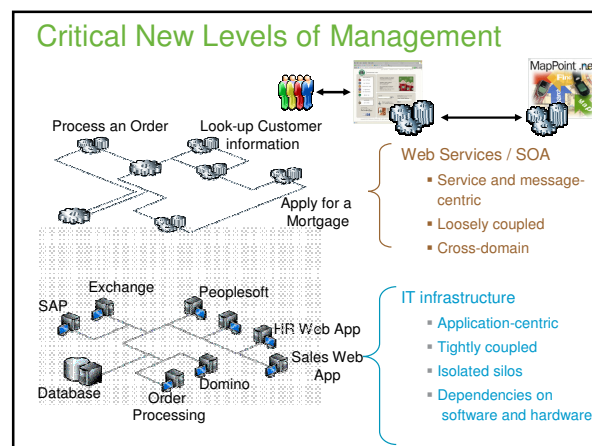 Critical New Levels of Management
MapPoint .net
Process an Order
Look-up Customer
information
Apply for a
Mortgage
Web Services / SOA
Service and message-
centric
Loosely coupled
Cross-domain
SAP
Exchange
Peoplesoft
HR Web App
Sales Web
App
Domino
Order
Processing
Database
IT infrastructure
Application-centric
Tightly coupled
Isolated silos
Dependencies on
software and hardware